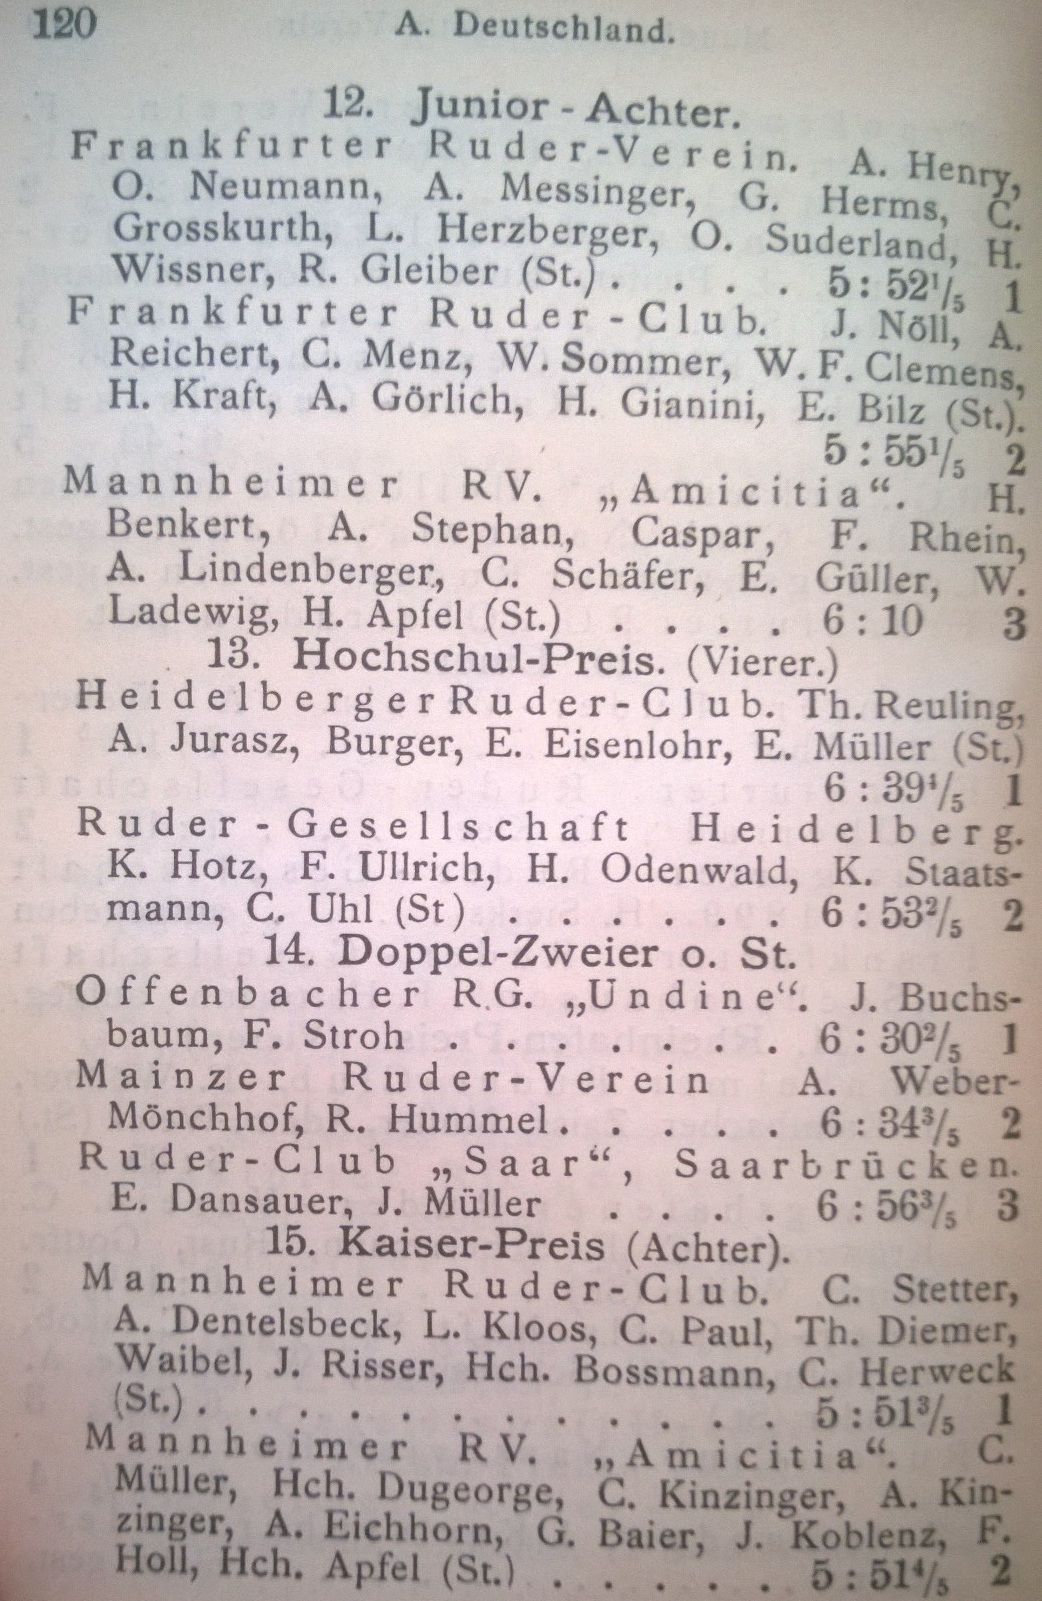 120 A. Deutschland.
12. Junior - Achter.
Frankfurter Ruder-Verein. A. Henry,
O. Neumann, A. Messinger, G. Herms, C.
Grosskurth, L. Herzberger, O. Suderland, H.
Wissner, R. Gleiber (St.) . . . . 5 : 52¹/₅ 1
Frankfurter Ruder-Club. J. Nöll, A.
Reichert, C. Menz, W. Sommer, W. F. Clemens,
H. Kraft, A. Görlich, H. Gianini, E. Bilz (St.).
5 : 55¹/₅ 2
Mannheimer RV. „Amicitia“. H.
Benkert, A. Stephan, Caspar, F. Rhein,
A. Lindenberger, C. Schäfer, E. Güller, W.
Ladewig, H. Apfel (St.) . . . . 6 : 10 3
13. Hochschul-Preis. (Vierer.)
Heidelberger Ruder-Club. Th. Reuling,
A. Jurasz, Burger, E. Eisenlohr, E. Müller (St.)
6 : 39⁴/₅ 1
Ruder-Gesellschaft Heidelberg.
K. Hotz, F. Ullrich, H. Odenwald, K. Staats-
mann, C. Uhl (St) . . . . . . 6 : 53²/₅ 2
14. Doppel-Zweier o. St.
Offenbacher R.G. „Undine“. J. Buchs-
baum, F. Stroh . . . . . . . 6 : 30²/₅ 1
Mainzer Ruder-Verein A. Weber-
Mönchhof, R. Hummel . . . . . 6 : 34³/₅ 2
Ruder-Club „Saar“, Saarbrücken.
E. Dansauer, J. Müller . . . . 6 : 56³/₅ 3
15. Kaiser-Preis (Achter).
Mannheimer Ruder-Club. C. Stetter,
A. Dentelsbeck, L. Kloos, C. Paul, Th. Diemer,
Waibel, J. Risser, Hch. Bossmann, C. Herweck
(St.) . . . . . . . . . . . . 5 : 51³/₅ 1
Mannheimer RV. „Amicitia“. C.
Müller, Hch. Dugeorge, C. Kinzinger, A. Kin-
zinger, A. Eichhorn, G. Baier, J. Koblenz, F.
Holl, Hch. Apfel (St.) . . . . . 5 : 51⁴/₅ 2